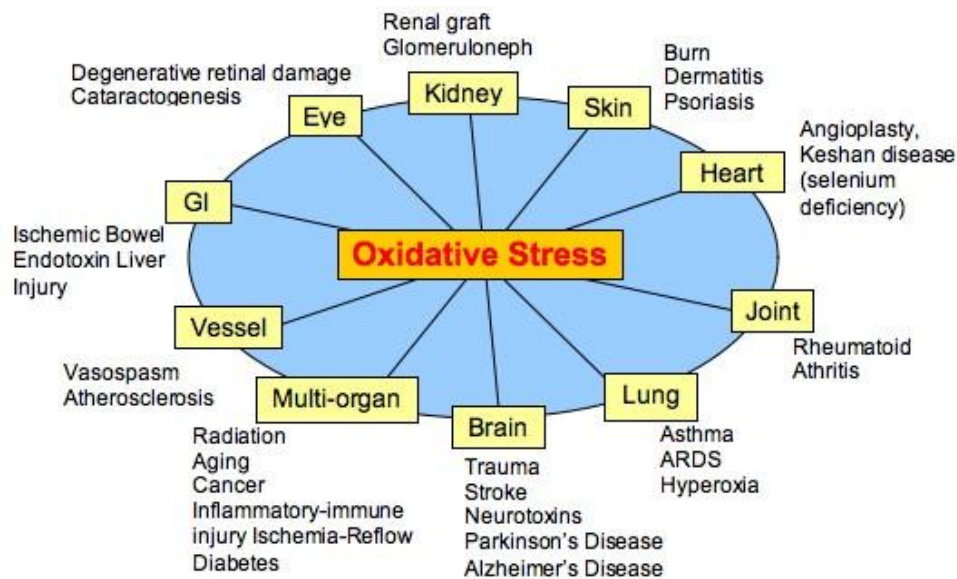 Renal graft
Glomeruloneph
Kidney
Burn
Dermatitis
Psoriasis
Skin
Degenerative retinal damage
Cataractogenesis
Eye
Angioplasty,
Keshan disease
(selenium
deficiency)
Heart
GI
Ischemic Bowel
Endotoxin Liver
Injury
Oxidative Stress
Joint
Rheumatoid
Athritis
Vessel
Vasospasm
Atherosclerosis
Multi-organ
Radiation
Aging
Cancer
Inflammatory-immune
injury Ischemia-Reflow
Diabetes
Brain
Trauma
Stroke
Neurotoxins
Parkinson's Disease
Alzheimer's Disease
Lung
Asthma
ARDS
Hyperoxia